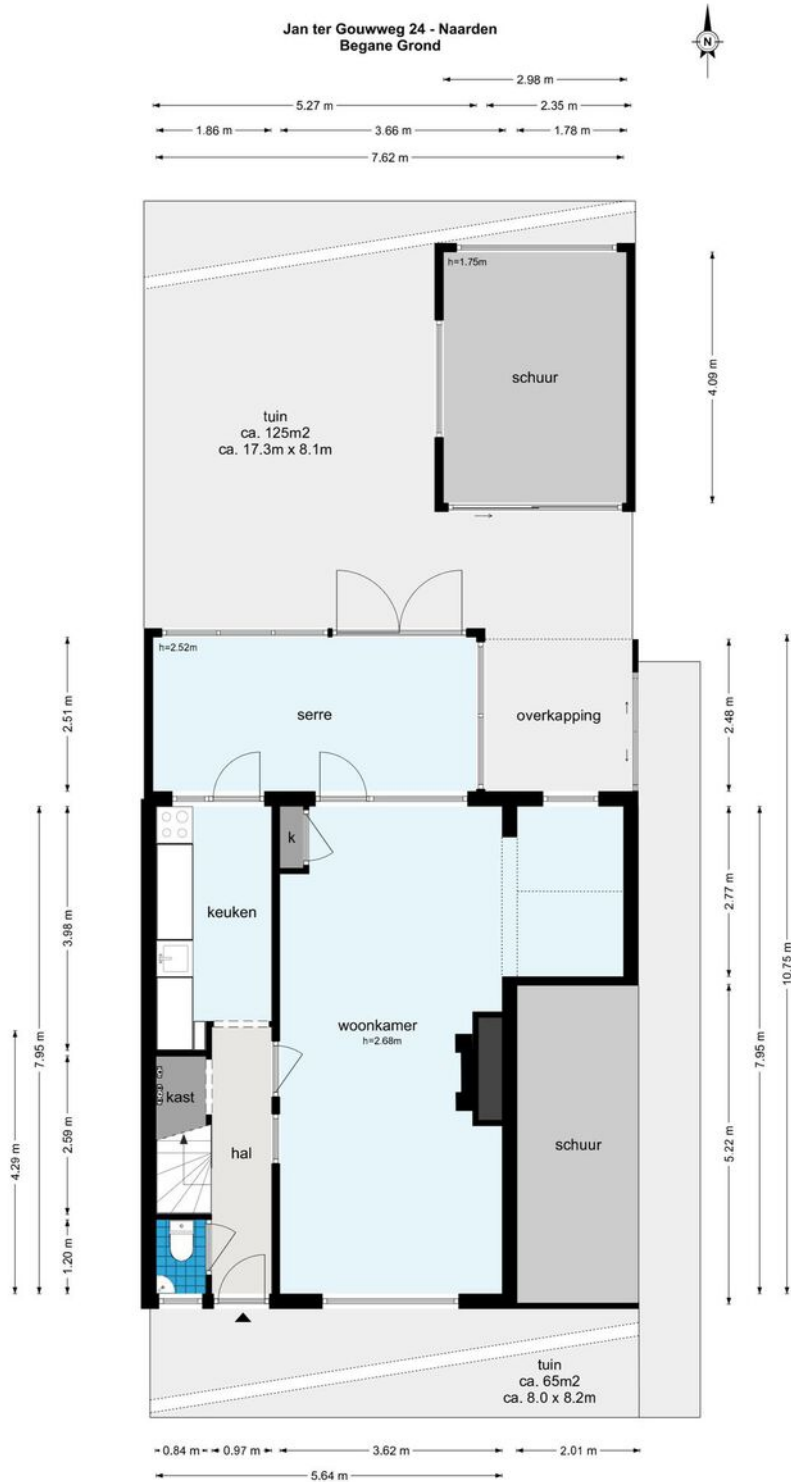 Jan ter Gouwweg 24 - Naarden
Begane Grond
N
2.98 m
5.27 m
2.35 m
1.86 m
3.66 m
1.78 m
7.62 m
h=1.75m
schuur
4.09 m
tuin
ca. 125m2
ca. 17.3m x 8.1m
h=2.52m
serre
overkapping
2.51 m
2.48 m
10.75 m
k
keuken
3.98 m
2.77 m
7.95 m
7.95 m
woonkamer
h=2.68m
kast
hal
schuur
4.29 m
2.59 m
5.22 m
1.20 m
tuin
ca. 65m2
ca. 8.0 x 8.2m
0.84 m
0.97 m
3.62 m
2.01 m
5.64 m